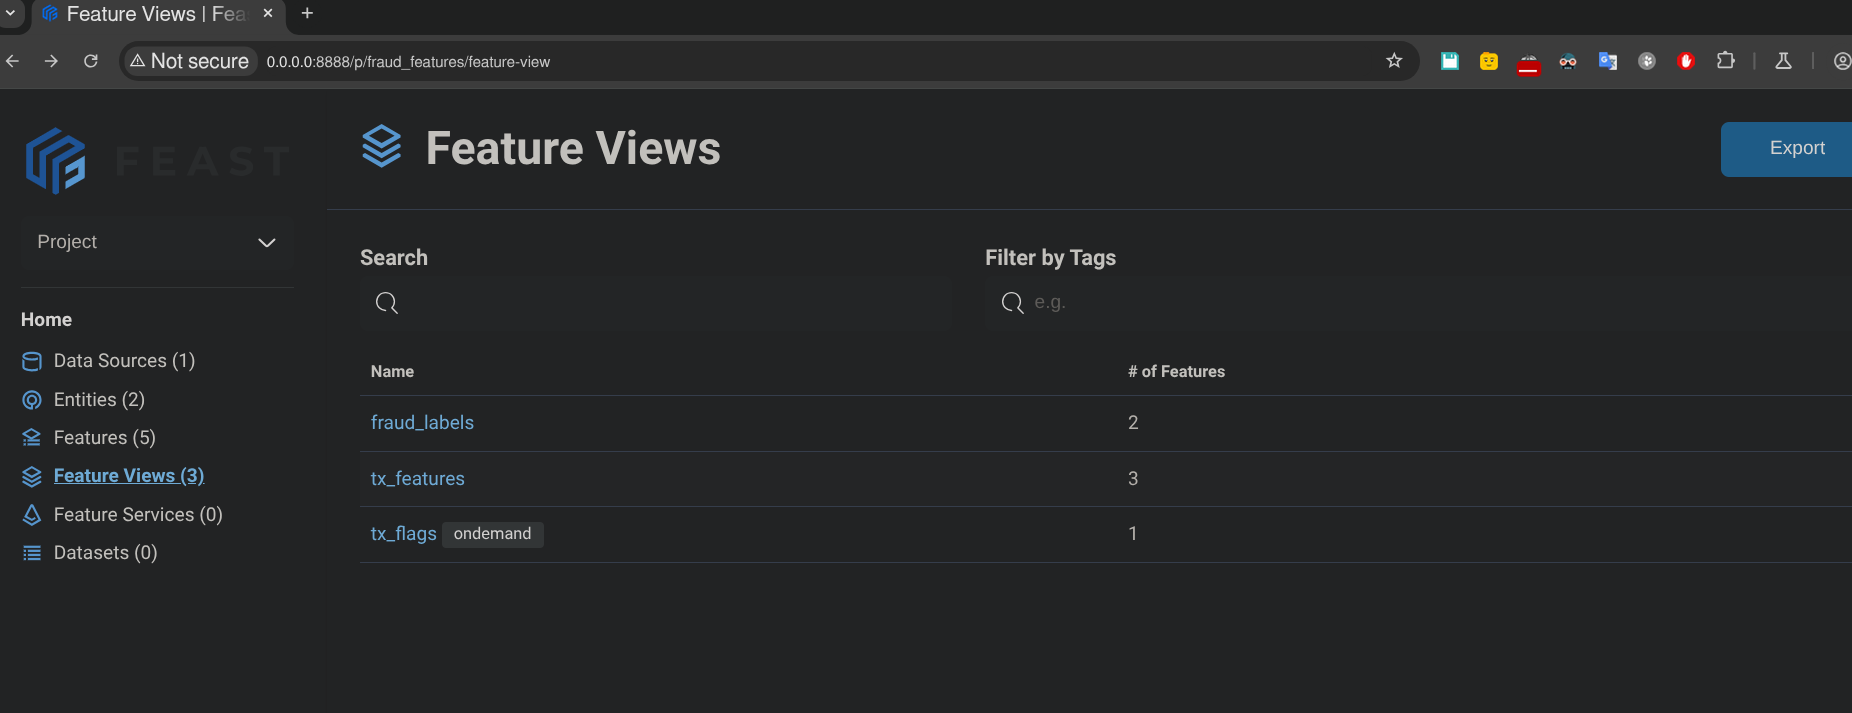 Feature Views | Fea
Not secure
0.0.0.0:8888/p/fraud_features/feature-view
FEAST
Feature Views
Export
Project
Search
Filter by Tags
e.g.
Home
Data Sources (1)
Entities (2)
Features (5)
Feature Views (3)
Feature Services (0)
Datasets (0)
Name
# of Features
fraud_labels
2
tx_features
3
tx_flags ondemand
1